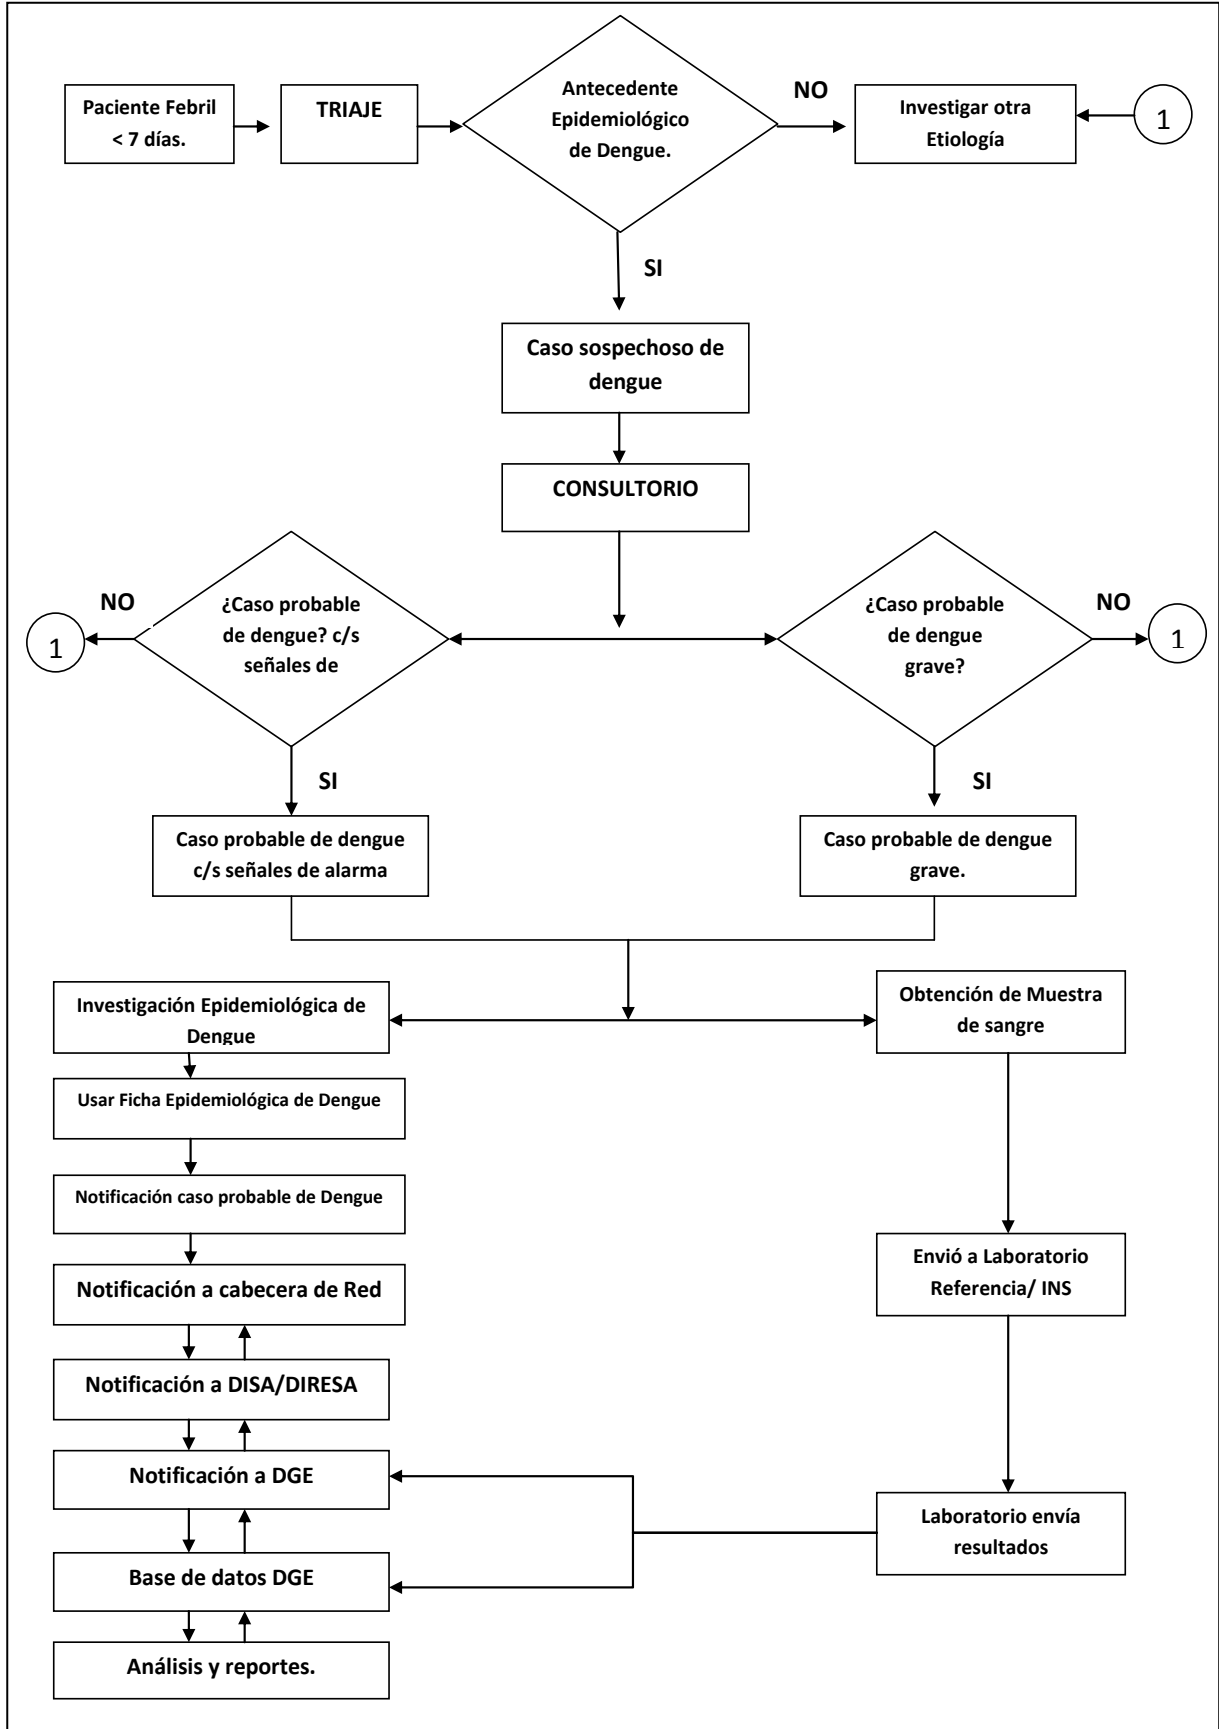 Paciente Febril
< 7 días.
TRIAJE
Antecedente
Epidemiológico
de Dengue.
NO
Investigar otra
Etiología
1
SI
Caso sospechoso de
dengue
CONSULTORIO
1
NO
¿Caso probable
de dengue? c/s
señales de
¿Caso probable
de dengue
grave?
NO
1
SI
SI
Caso probable de dengue
c/s señales de alarma
Caso probable de dengue
grave.
Investigación Epidemiológica de
Dengue
Obtención de Muestra
de sangre
Usar Ficha Epidemiológica de Dengue
Notificación caso probable de Dengue
Notificación a cabecera de Red
Envió a Laboratorio
Referencia/ INS
Notificación a DISA/DIRESA
Notificación a DGE
Laboratorio envía
resultados
Base de datos DGE
Análisis y reportes.